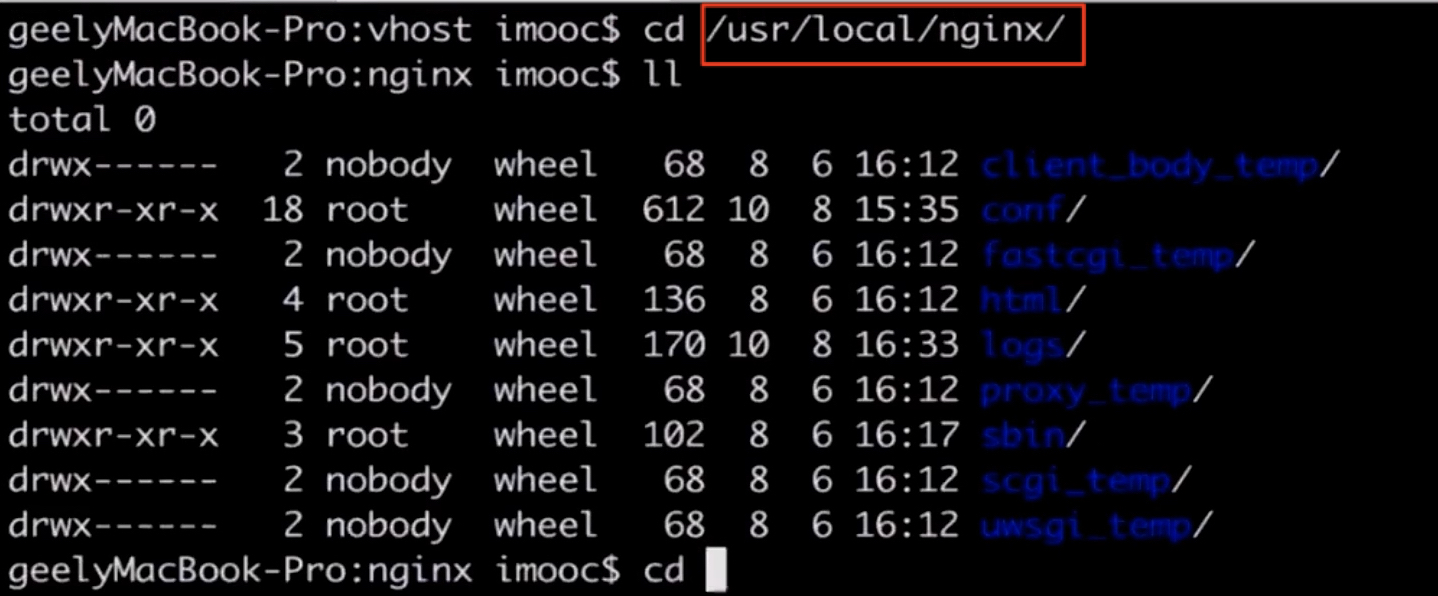 geelyMacBook-Pro:vhost imooc$ cd /usr/local/nginx/
geelyMacBook-Pro:nginx imooc$ ll
total 0
drwx------   2 nobody  wheel   68  8  6 16:12 client_body_temp/
drwxr-xr-x  18 root    wheel  612 10  8 15:35 conf/
drwx------   2 nobody  wheel   68  8  6 16:12 fastcgi_temp/
drwxr-xr-x   4 root    wheel  136  8  6 16:12 html/
drwxr-xr-x   5 root    wheel  170 10  8 16:33 logs/
drwx------   2 nobody  wheel   68  8  6 16:12 proxy_temp/
drwxr-xr-x   3 root    wheel  102  8  6 16:17 sbin/
drwx------   2 nobody  wheel   68  8  6 16:12 scgi_temp/
drwx------   2 nobody  wheel   68  8  6 16:12 uwsgi_temp/
geelyMacBook-Pro:nginx imooc$ cd